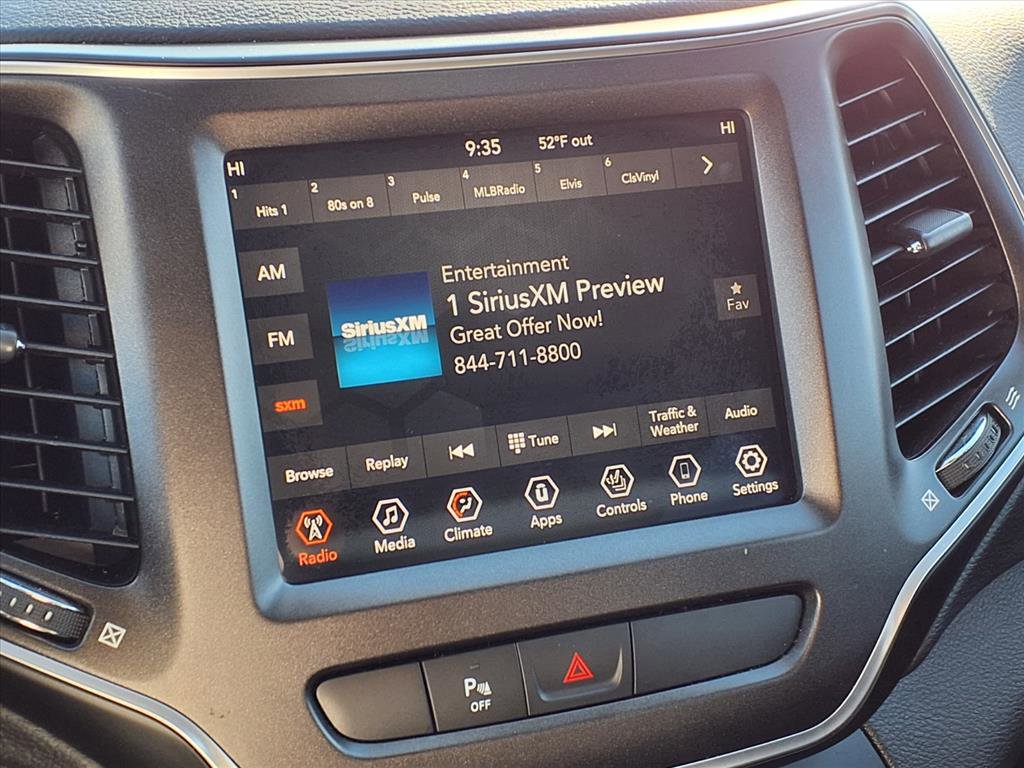 HI 9:35 52°F out HI
1 Hits 1 2 80s on 8 3 Pulse 4 MLBRadio 5 Elvis 6 ClsVinyl
AM
FM
sxm
SiriusXM
Entertainment
1 SiriusXM Preview
Great Offer Now!
844-711-8800
Fav
Browse Replay Tune Traffic & Weather Audio
Radio Media Climate Apps Controls Phone Settings
P OFF